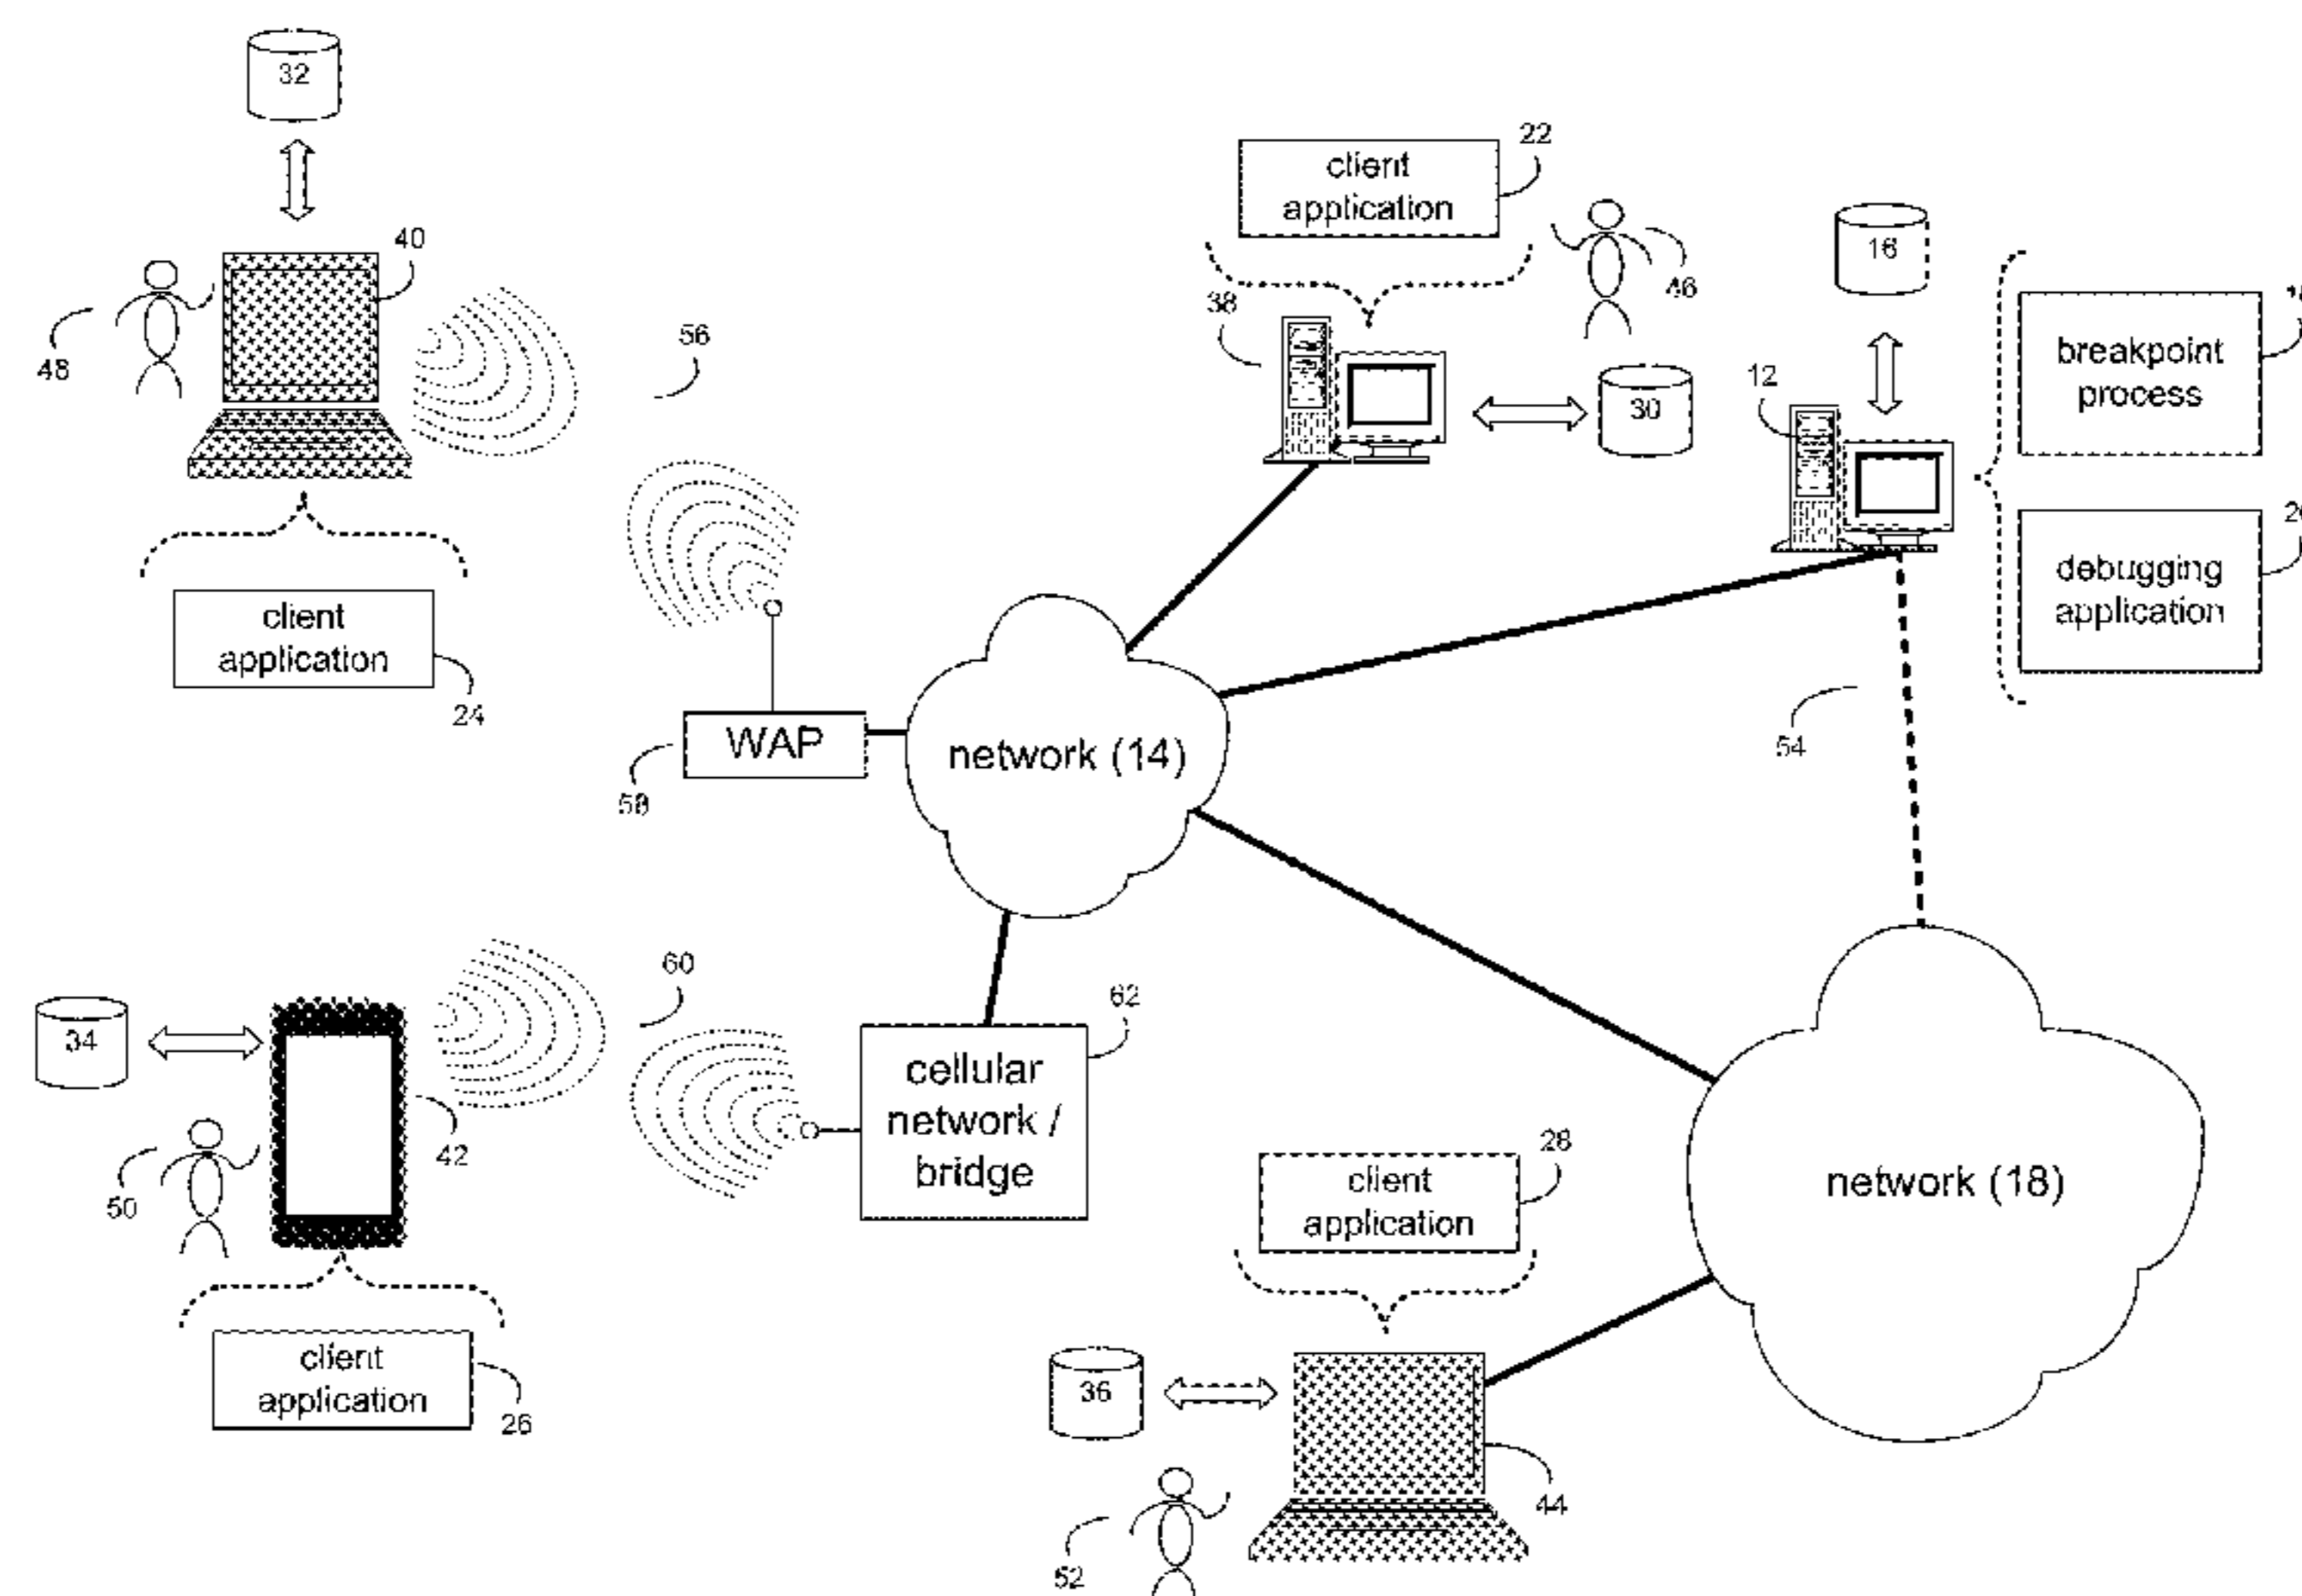 32
40
48
56
client
application
24
client
application
22
46
38
30
16
12
breakpoint
process
debugging
application
54
WAP
58
network (14)
34
60
42
50
client
application
26
62
cellular
network /
bridge
client
application
28
network (18)
36
44
52